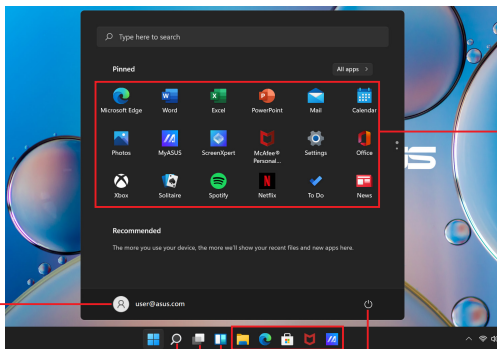 Type here to search
Pinned
All apps >
Microsoft Edge Word Excel PowerPoint Mail Calendar
Photos MyASUS ScreenXpert McAfee® Settings Office
Personal...
Xbox Solitaire Spotify Netflix To Do News
Recommended
The more you use your device, the more we'll show your recent files and new apps here.
user@asus.com